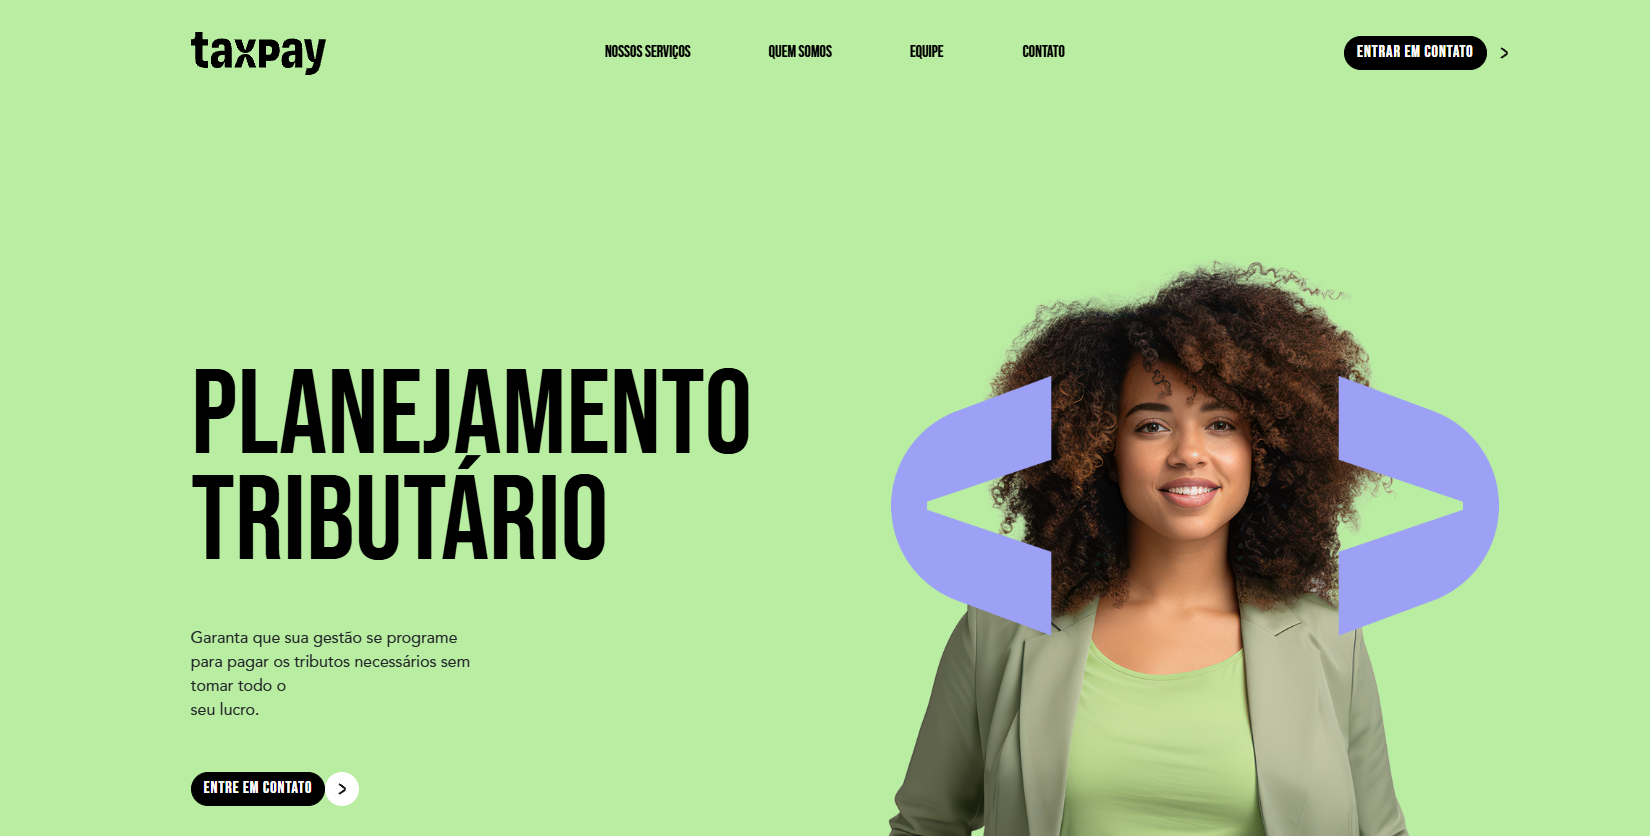 taxpay
NOSSOS SERVIÇOS
QUEM SOMOS
EQUIPE
CONTATO
ENTRAR EM CONTATO >
PLANEJAMENTO
TRIBUTÁRIO
Garanta que sua gestão se programe
para pagar os tributos necessários sem
tomar todo o
seu lucro.
ENTRE EM CONTATO >